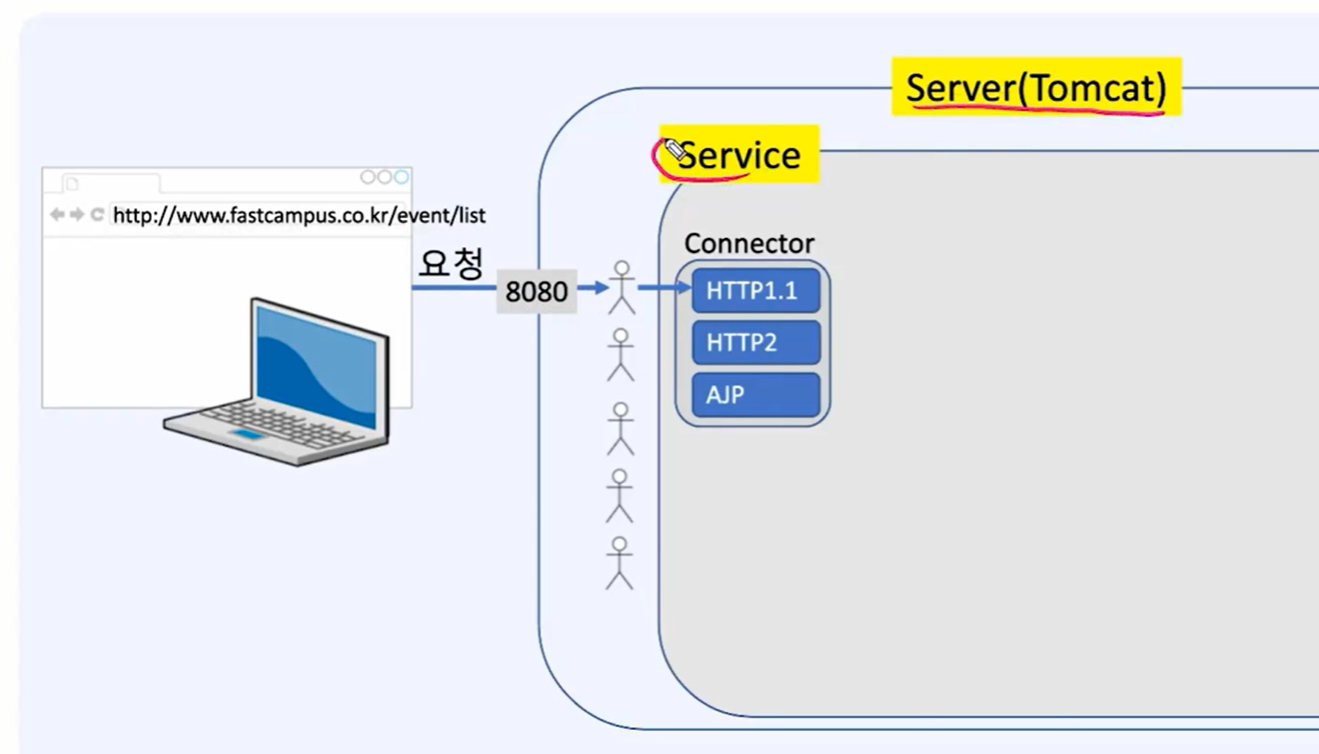 Server(Tomcat)
Service
http://www.fastcampus.co.kr/event/list
Connector
요청
8080
HTTP1.1
HTTP2
AJP